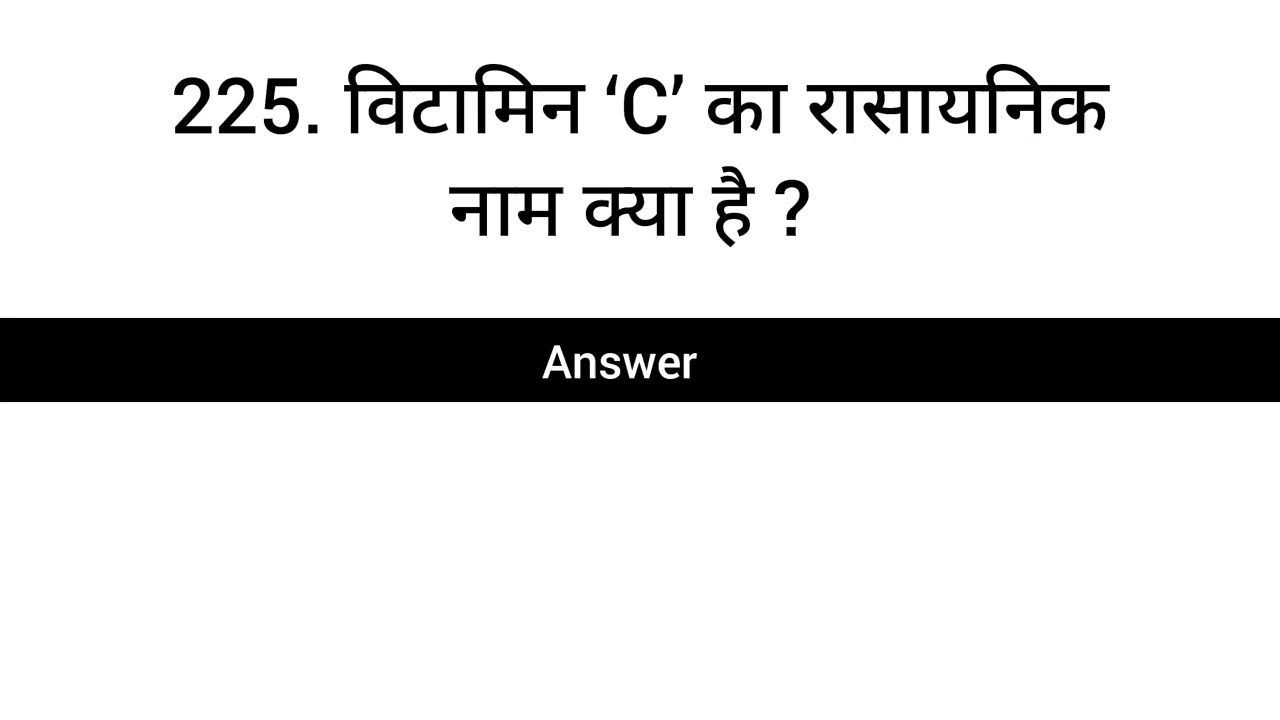 225. विटामिन ‘C’ का रासायनिक
नाम क्या है ?
Answer